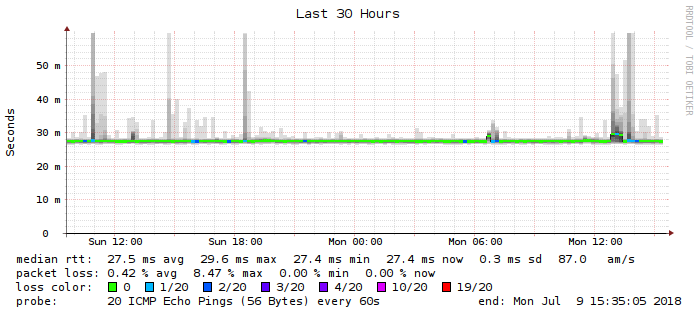 Last 30 Hours
RRDTOOL / TOBI OETIKER
Seconds
50 m
40 m
30 m
20 m
10 m
0
Sun 12:00 Sun 18:00 Mon 00:00 Mon 06:00 Mon 12:00
median rtt: 27.5 ms avg 29.6 ms max 27.4 ms min 27.4 ms now 0.3 ms sd 87.0 am/s
packet loss: 0.42 % avg 8.47 % max 0.00 % min 0.00 % now
loss color: 0 1/20 2/20 3/20 4/20 10/20 19/20
probe: 20 ICMP Echo Pings (56 Bytes) every 60s end: Mon Jul 9 15:35:05 2018